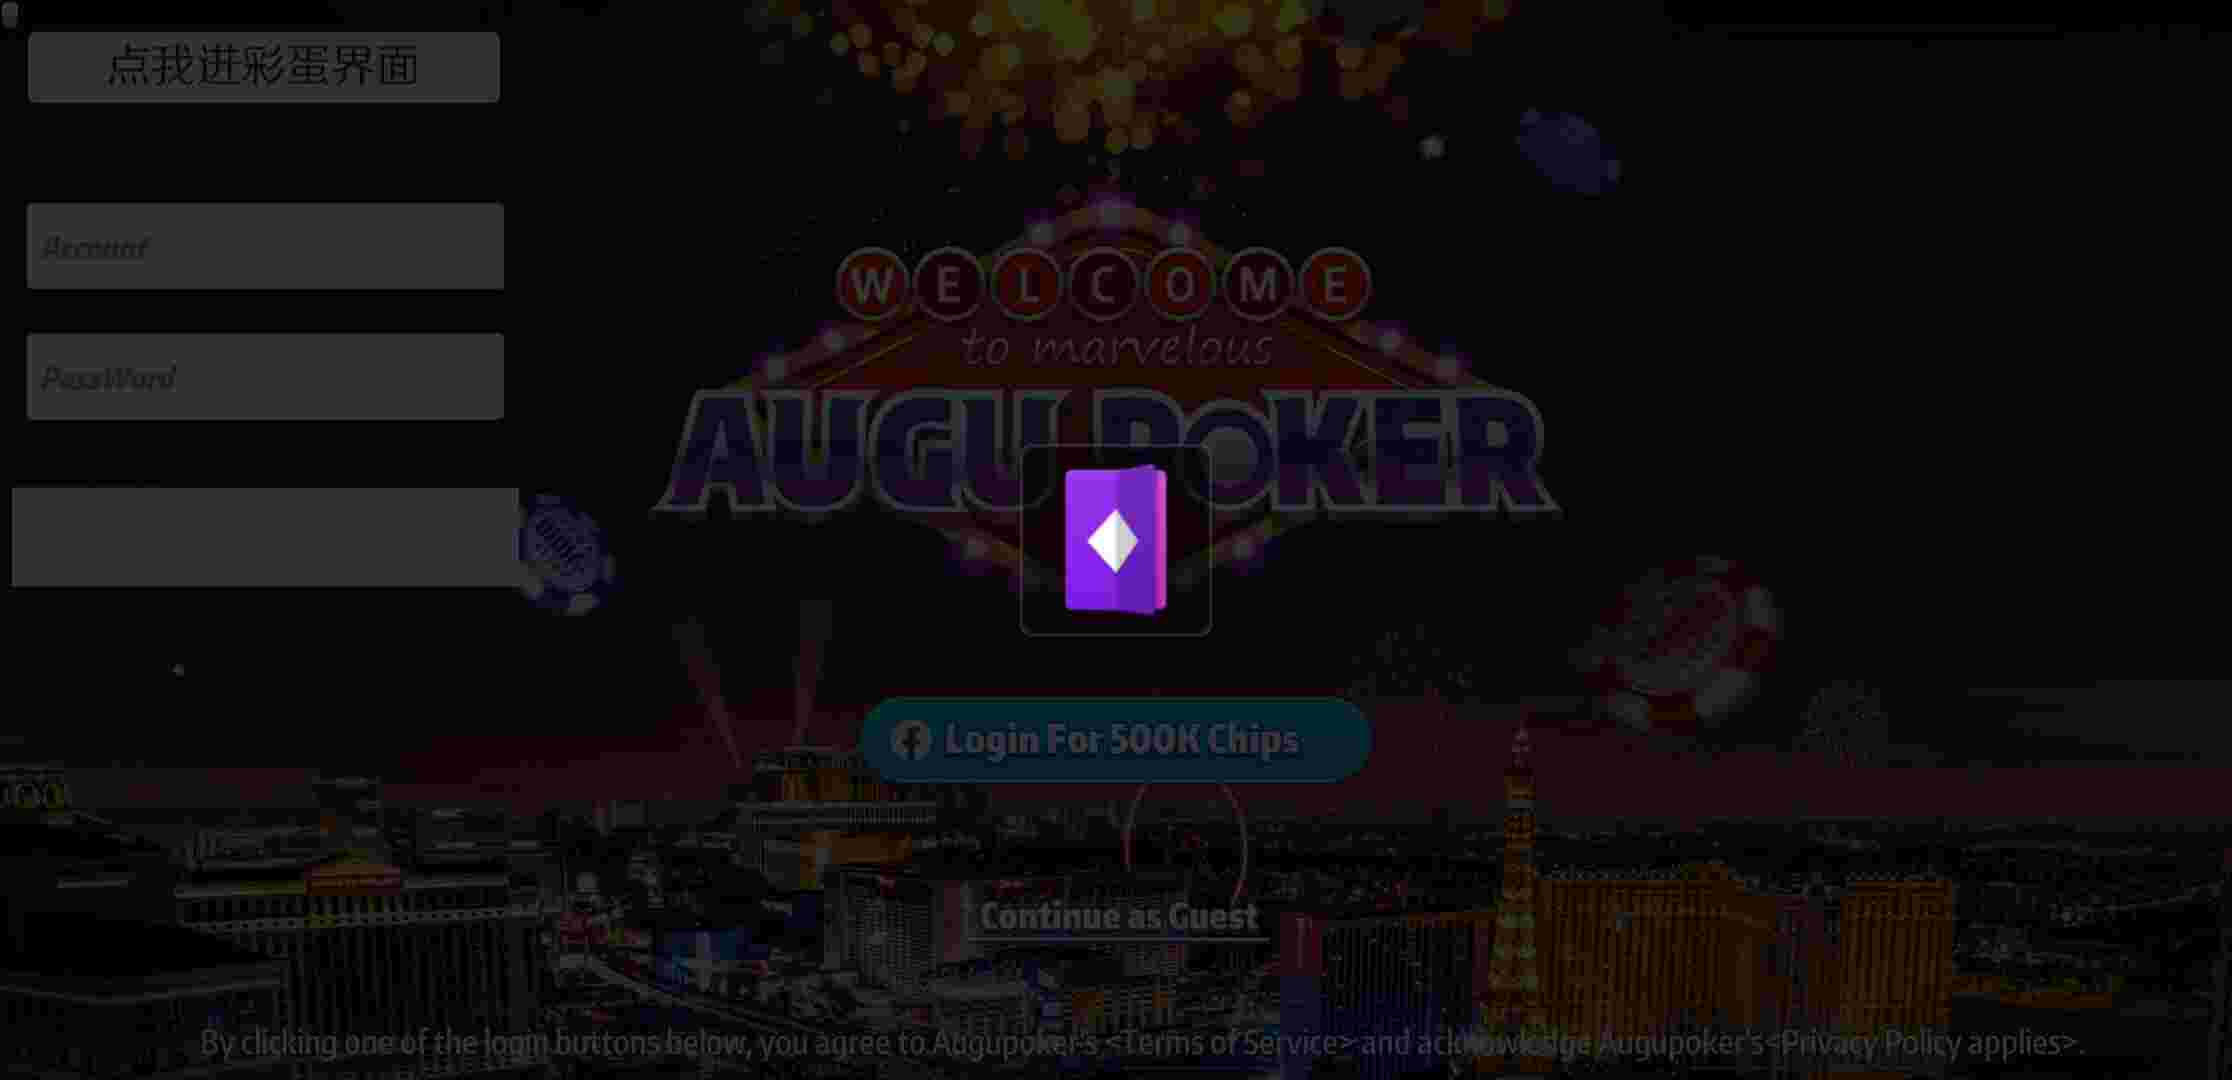 点我进彩蛋界面
Account
PassWord
WELCOME
to marvelous
AUGU POKER
Login For 500K Chips
Continue as Guest
By clicking one of the login buttons below, you agree to Augupoker's <Terms of Service> and acknowledge Augupoker's<Privacy Policy applies>.